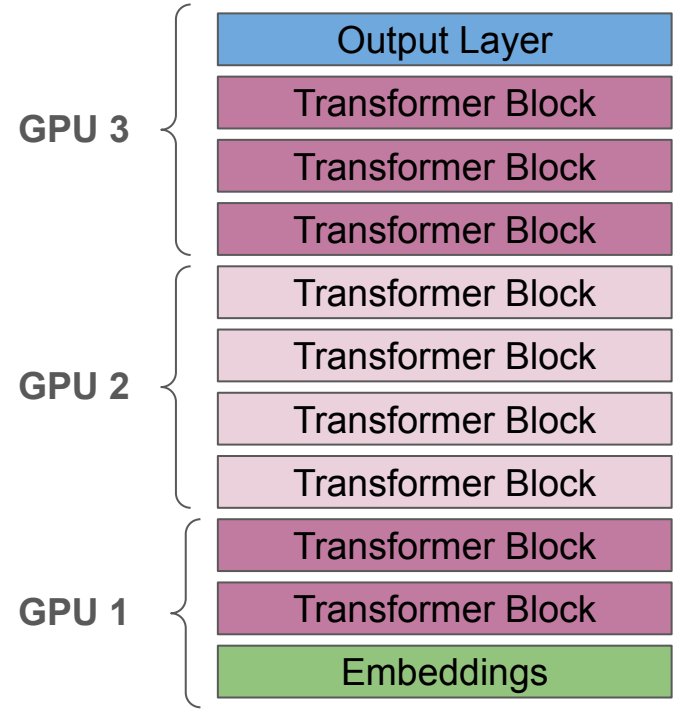 Output Layer
Transformer Block
GPU 3
Transformer Block
Transformer Block
Transformer Block
Transformer Block
GPU 2
Transformer Block
Transformer Block
Transformer Block
GPU 1
Transformer Block
Embeddings